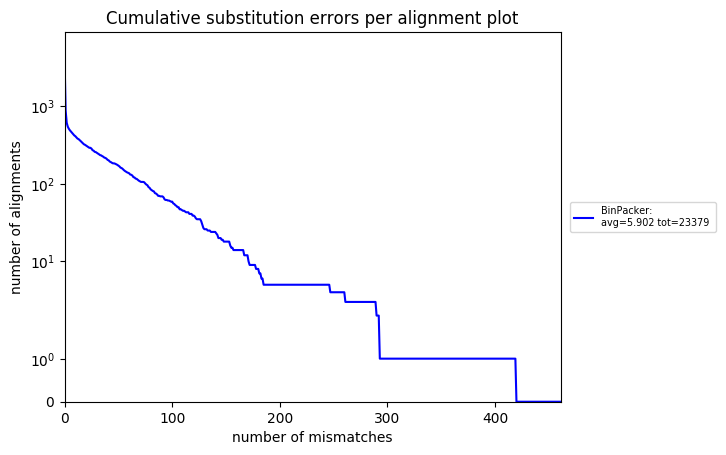 Cumulative substitution errors per alignment plot
number of alignments
10³
10²
10¹
10⁰
0
0 100 200 300 400
number of mismatches
BinPacker:
avg=5.902 tot=23379